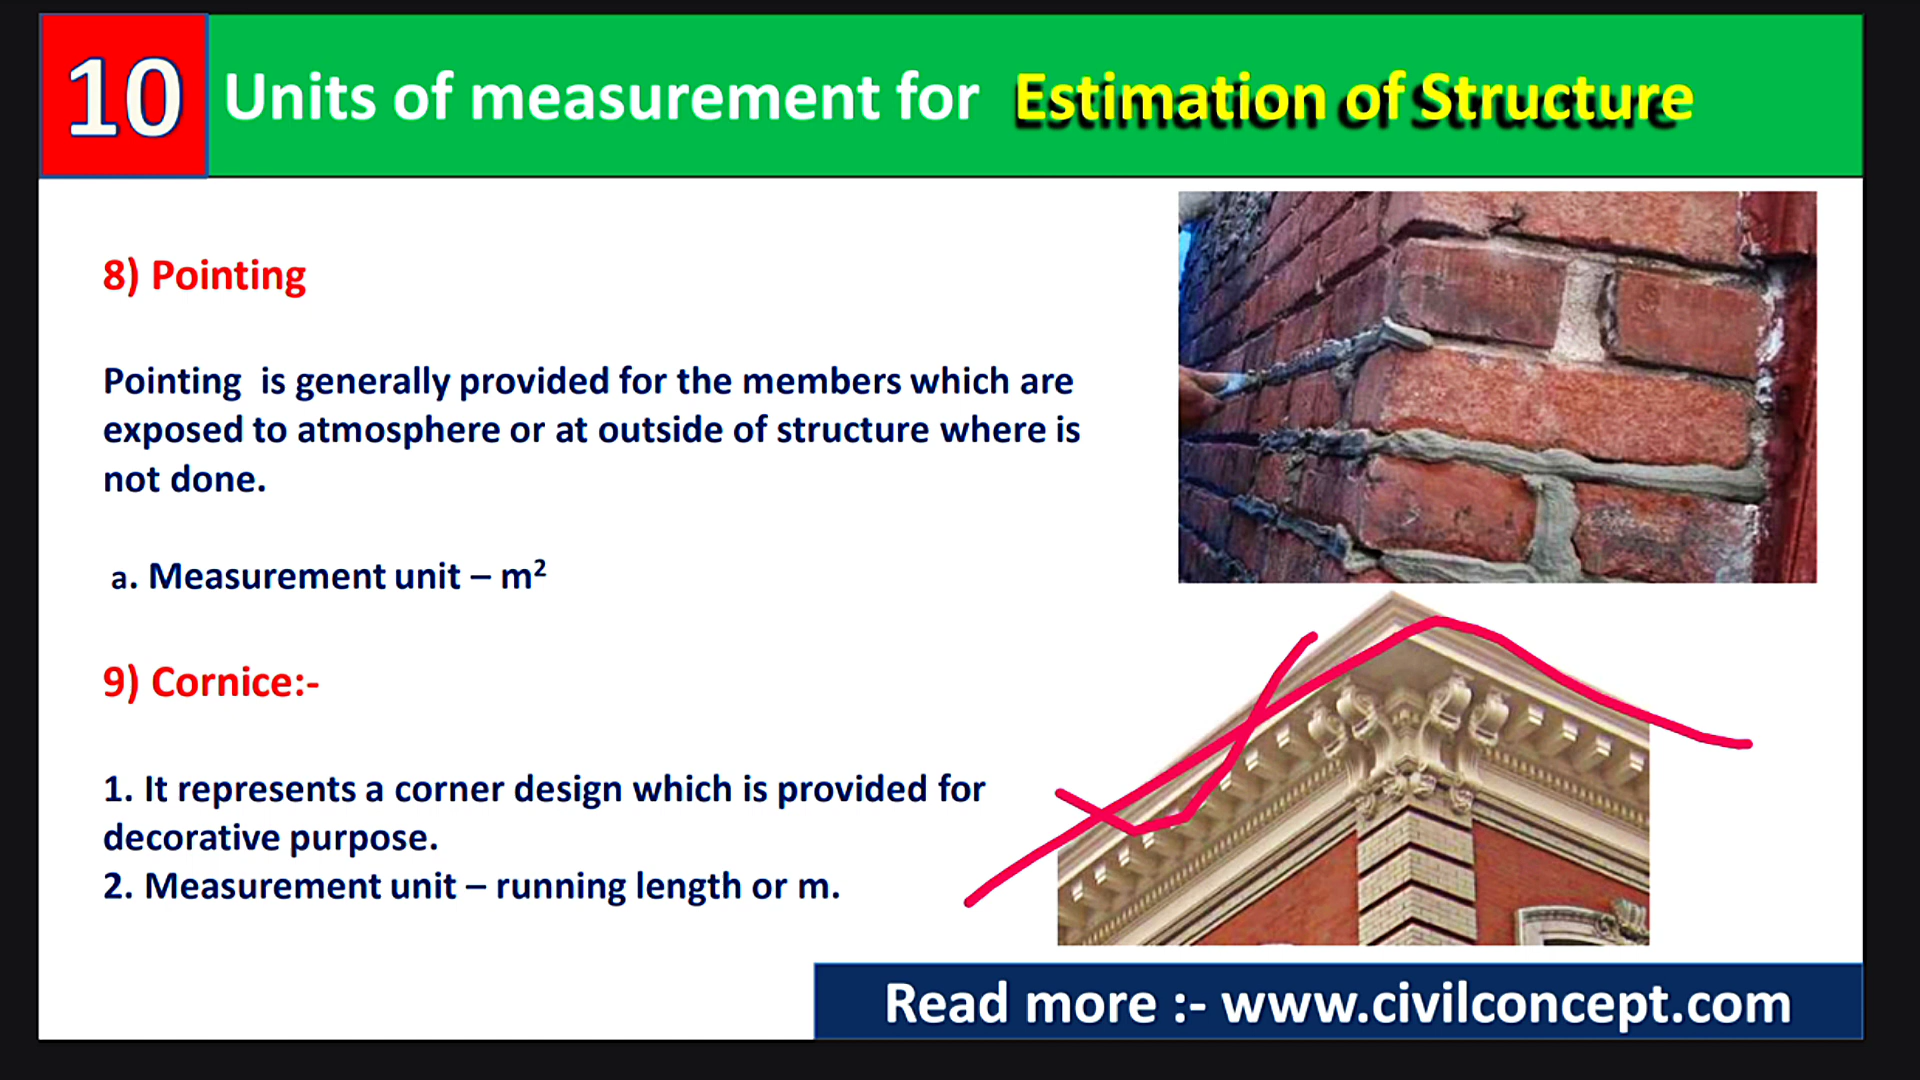 10 Units of measurement for Estimation of Structure
8) Pointing
Pointing is generally provided for the members which are
exposed to atmosphere or at outside of structure where is
not done.
a. Measurement unit – m²
9) Cornice:-
1. It represents a corner design which is provided for
decorative purpose.
2. Measurement unit – running length or m.
Read more :- www.civilconcept.com